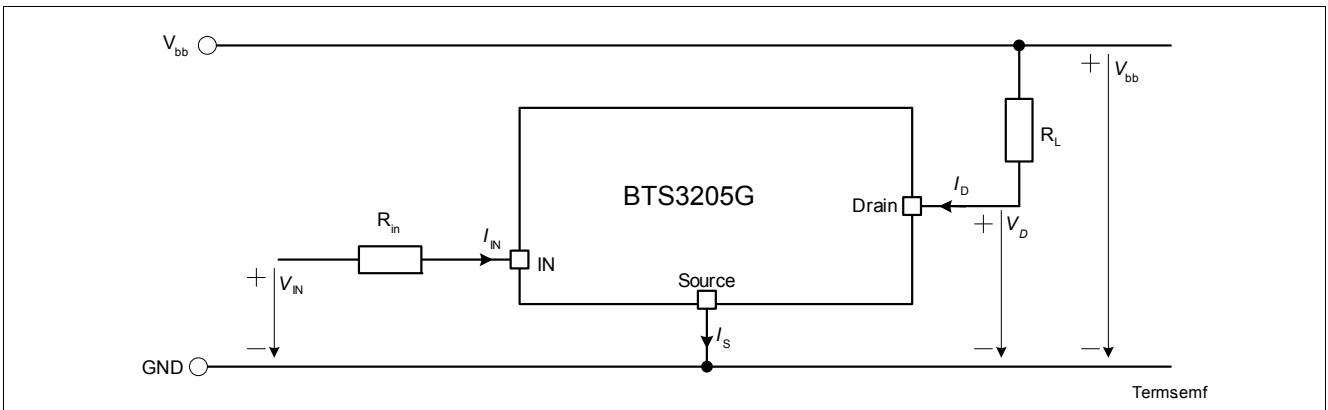 V_bb
+ V_bb
R_L
BTS3205G
I_D
Drain
+ V_D
R_in
I_IN
IN
+ V_IN
Source
I_S
− − −
GND
Termsemf